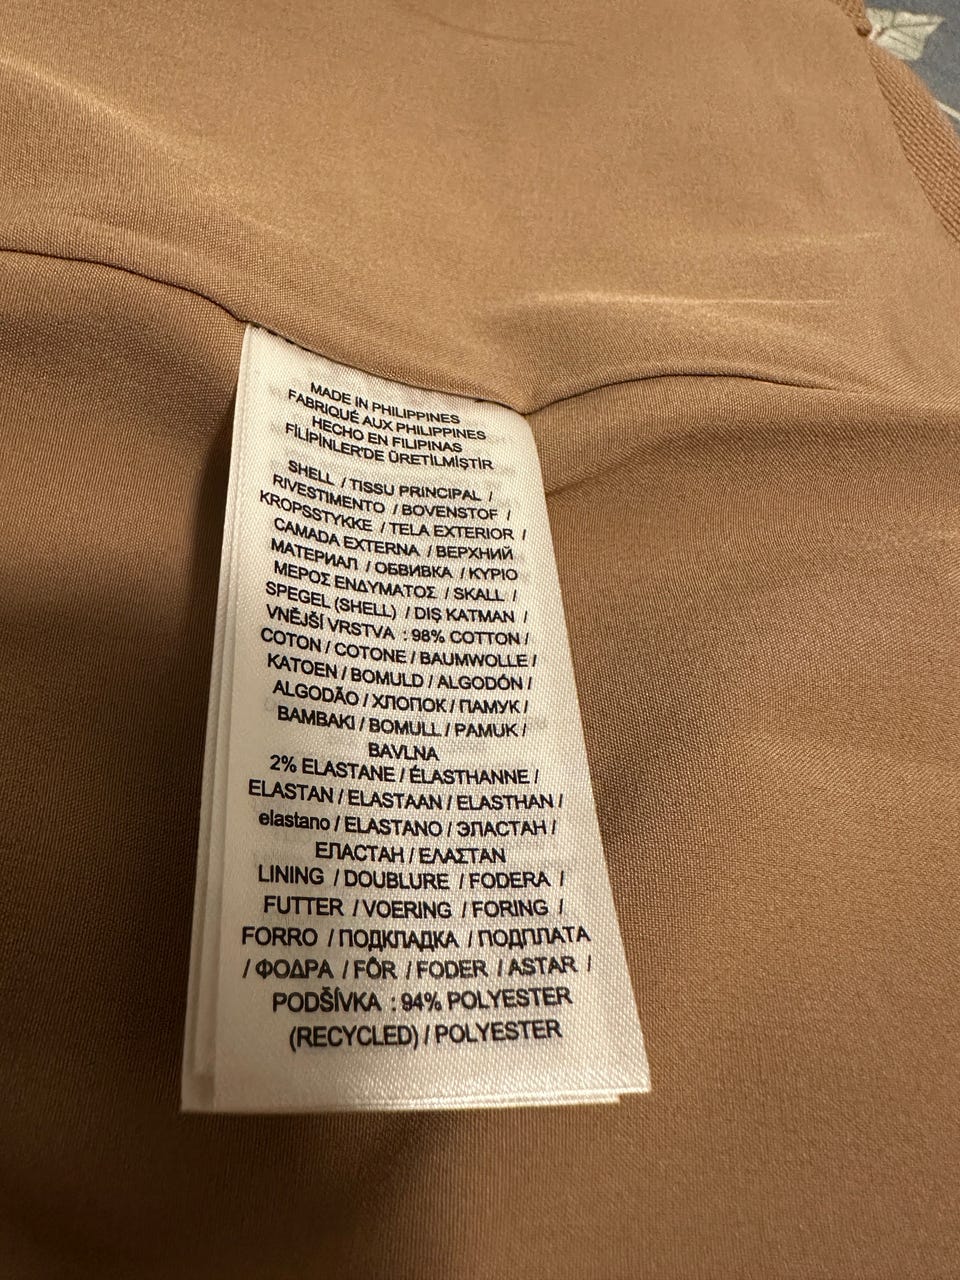 MADE IN PHILIPPINES
FABRIQUÉ AUX PHILIPPINES
HECHO EN FILIPINAS
FİLİPİNLER'DE ÜRETİLMİŞTİR
SHELL / TISSU PRINCIPAL /
RIVESTIMENTO / BOVENSTOF /
KROPSSTYKKE / TELA EXTERIOR /
CAMADA EXTERNA / ВЕРХНИЙ
МАТЕРИАЛ / ОБВИВКА / ΚΥΡΙΟ
ΜΕΡΟΣ ΕΝΔΥΜΑΤΟΣ / SKALL /
SPEGEL (SHELL) / DIŞ KATMAN /
VNĚJŠÍ VRSTVA : 98% COTTON /
COTON / COTONE / BAUMWOLLE /
KATOEN / BOMULD / ALGODÓN /
ALGODÃO / ХЛОПОК / ПАМУК /
BAMBAKI / BOMULL / PAMUK /
BAVLNA
2% ELASTANE / ÉLASTHANNE /
ELASTAN / ELASTAAN / ELASTHAN /
elastano / ELASTANO / ЭЛАСТАН /
ЕЛАСТАН / ΕΛΑΣΤΑΝ
LINING / DOUBLURE / FODERA /
FUTTER / VOERING / FORING /
FORRO / ПОДКЛАДКА / ПОДПЛАТА
/ ΦΟΔΡΑ / FÔR / FODER / ASTAR /
PODŠÍVKA : 94% POLYESTER
(RECYCLED) / POLYESTER